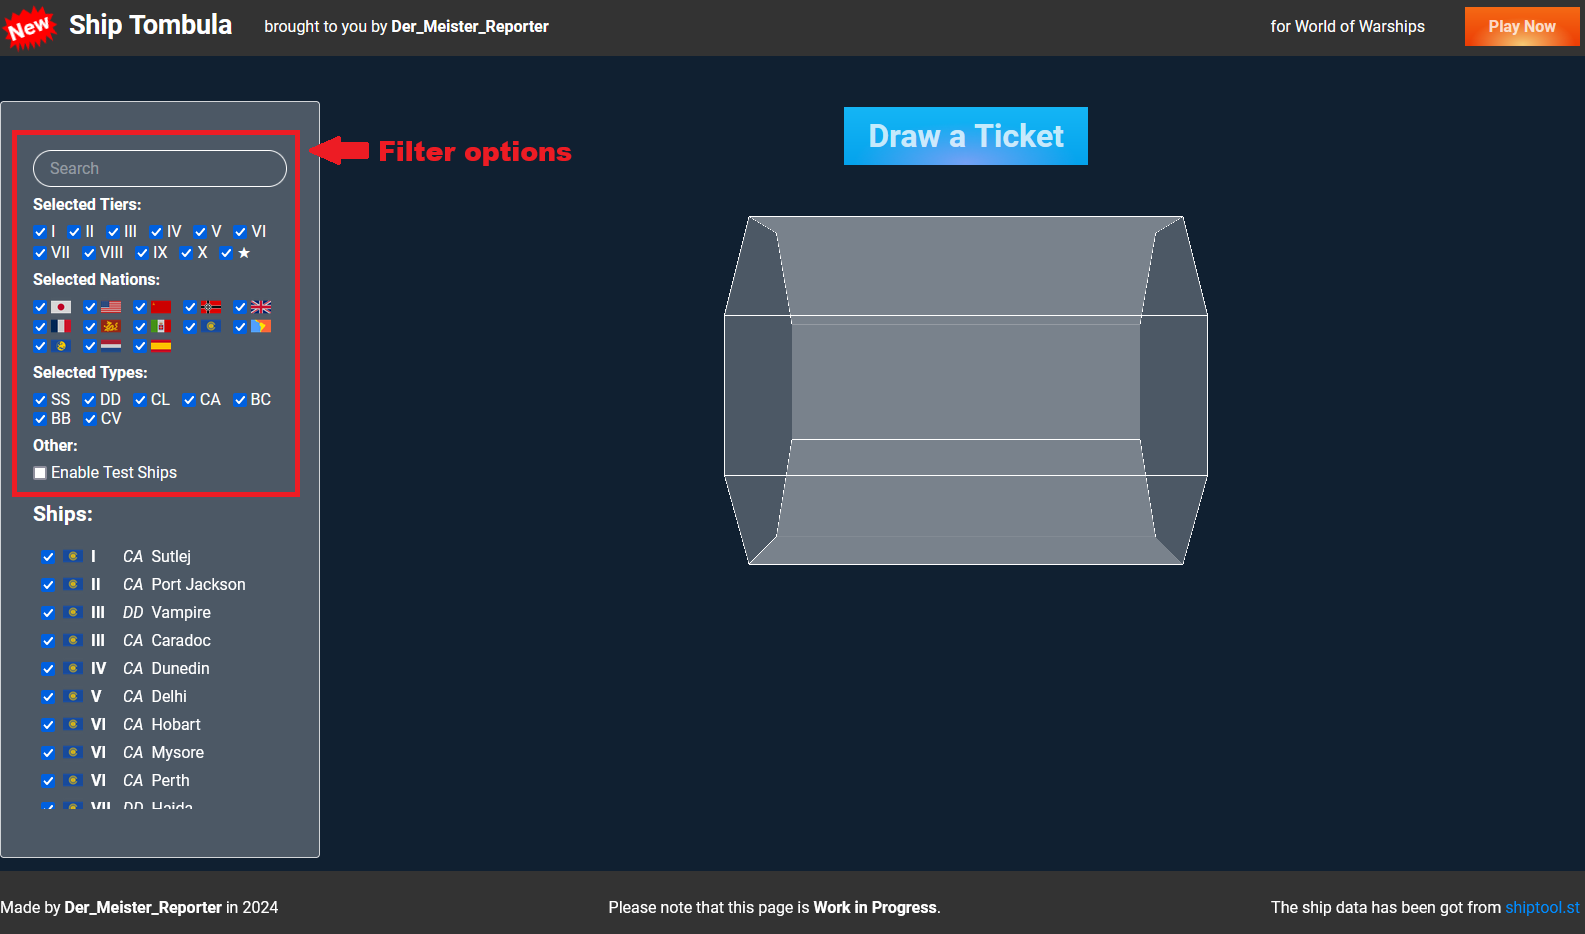 New
Ship Tombula
brought to you by Der_Meister_Reporter
for World of Warships
Play Now
Draw a Ticket
Filter options
Search
Selected Tiers:
I II III IV V VI
VII VIII IX X ★
Selected Nations:
Selected Types:
SS DD CL CA BC
BB CV
Other:
Enable Test Ships
Ships:
I CA Sutlej
II CA Port Jackson
III DD Vampire
III CA Caradoc
IV CA Dunedin
V CA Delhi
VI CA Hobart
VI CA Mysore
VI CA Perth
VII DD Haida
Made by Der_Meister_Reporter in 2024
Please note that this page is Work in Progress.
The ship data has been got from shiptool.st